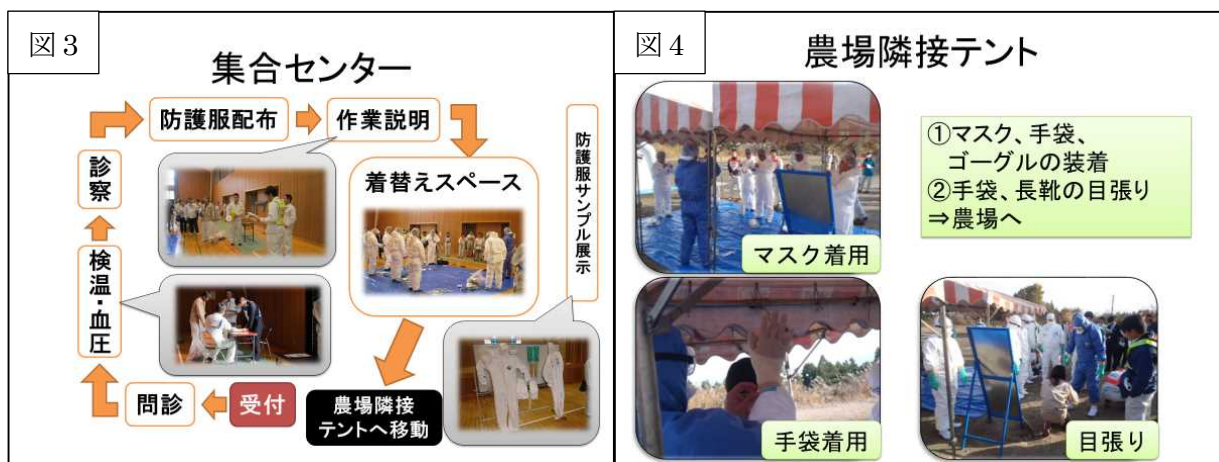 図3
集合センター
防護服配布
作業説明
診察
着替えスペース
防護服サンプル展示
検温・血圧
問診
受付
農場隣接
テントへ移動
図4
農場隣接テント
①マスク、手袋、
ゴーグルの装着
②手袋、長靴の目張り
⇒農場へ
マスク着用
手袋着用
目張り